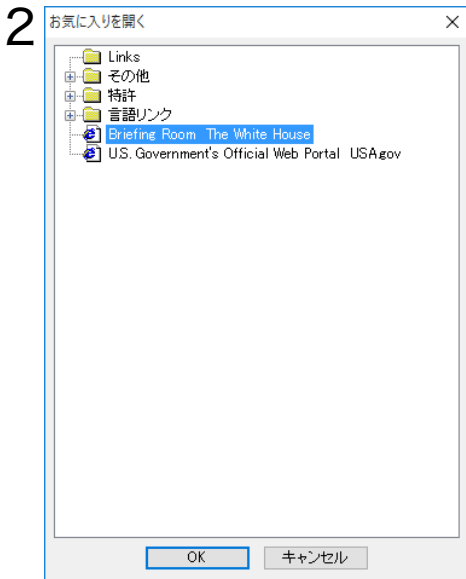 2
お気に入りを開く
Links
その他
特許
言語リンク
Briefing Room  The White House
U.S. Government's Official Web Portal  USAgov
OK
キャンセル